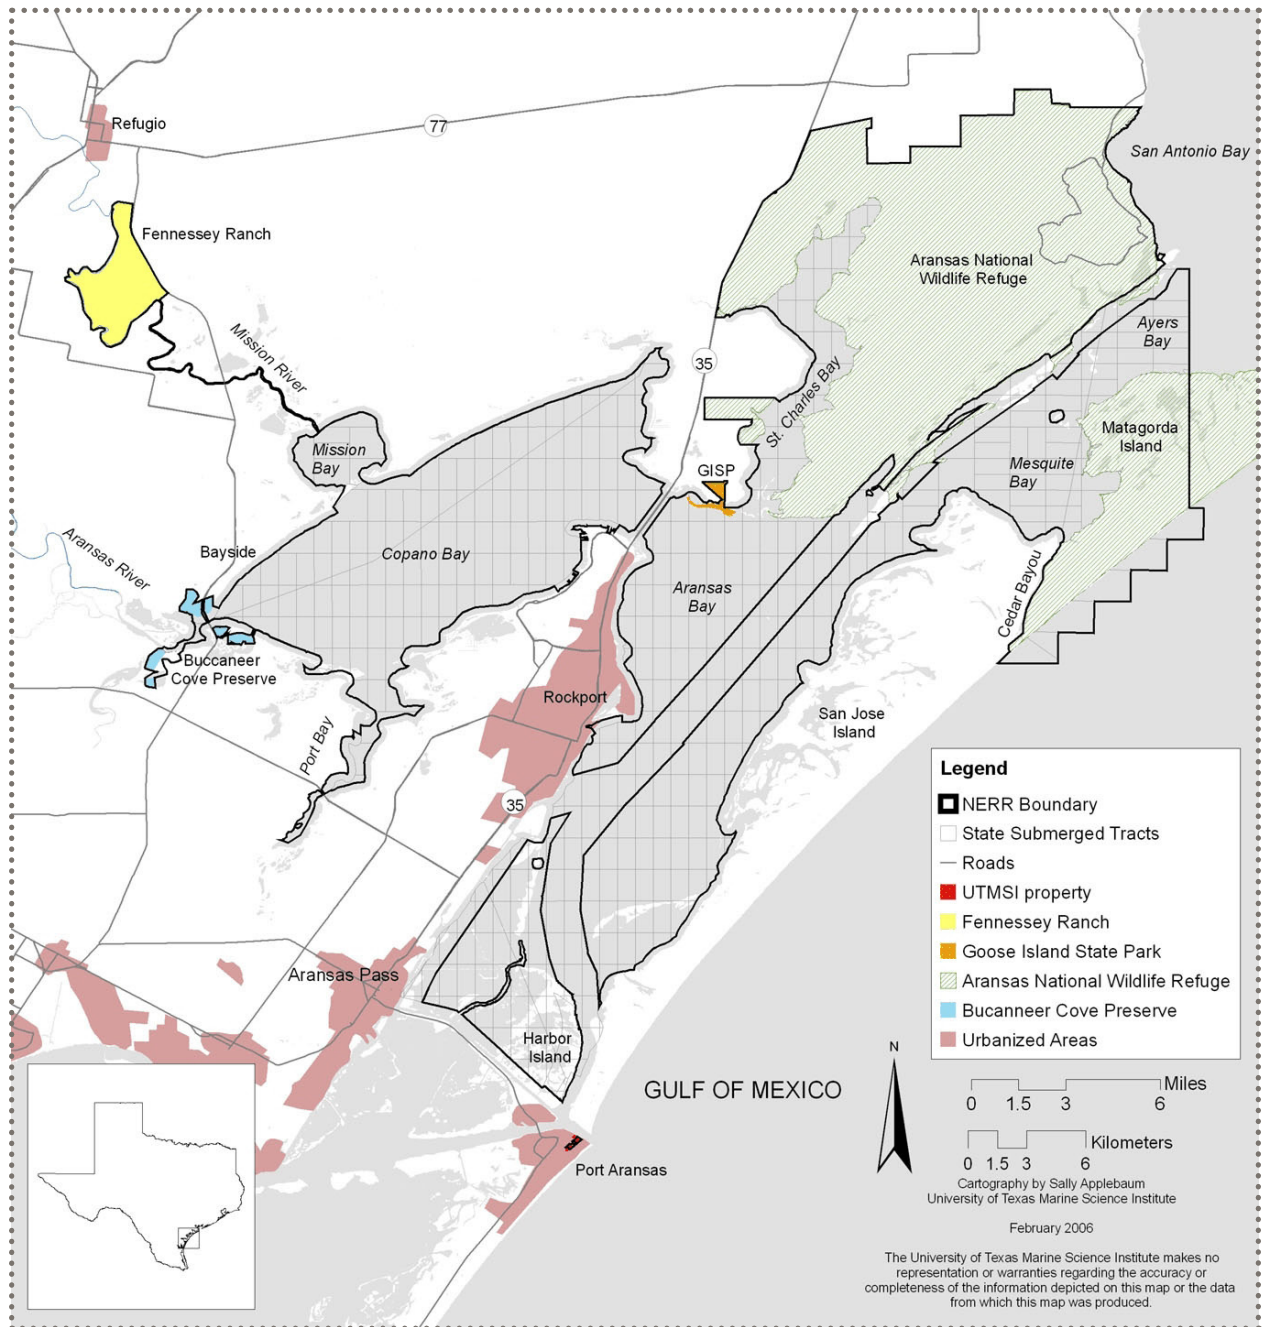 Refugio
77
San Antonio Bay
Fennessey Ranch
Aransas National
Wildlife Refuge
Mission River
Ayers
Bay
35
St. Charles Bay
Matagorda
Island
Mission
Bay
Mesquite
Bay
GISP
Aransas River
Bayside
Copano Bay
Aransas
Bay
Cedar Bayou
Buccaneer
Cove Preserve
Rockport
San Jose
Island
Port Bay
35
Aransas Pass
Harbor
Island
GULF OF MEXICO
Port Aransas
Legend
NERR Boundary
State Submerged Tracts
Roads
UTMSI property
Fennessey Ranch
Goose Island State Park
Aransas National Wildlife Refuge
Bucanneer Cove Preserve
Urbanized Areas
N
Miles
0 1.5 3 6
Kilometers
0 1.5 3 6
Cartography by Sally Applebaum
University of Texas Marine Science Institute
February 2006
The University of Texas Marine Science Institute makes no
representation or warranties regarding the accuracy or
completeness of the information depicted on this map or the data
from which this map was produced.